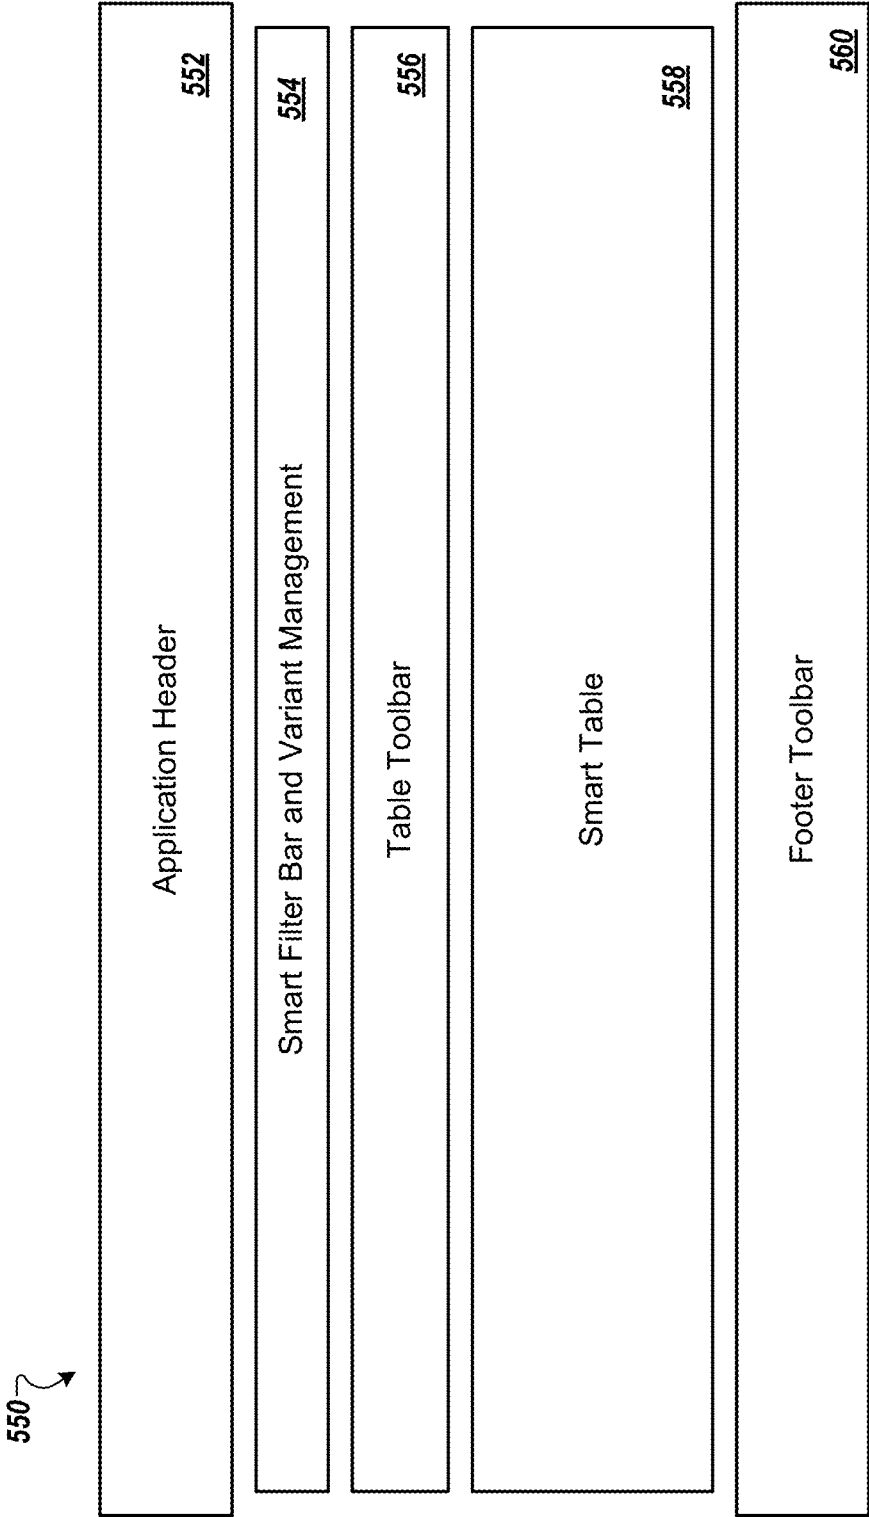 550
Application Header
552
Smart Filter Bar and Variant Management
554
Table Toolbar
556
Smart Table
558
Footer Toolbar
560